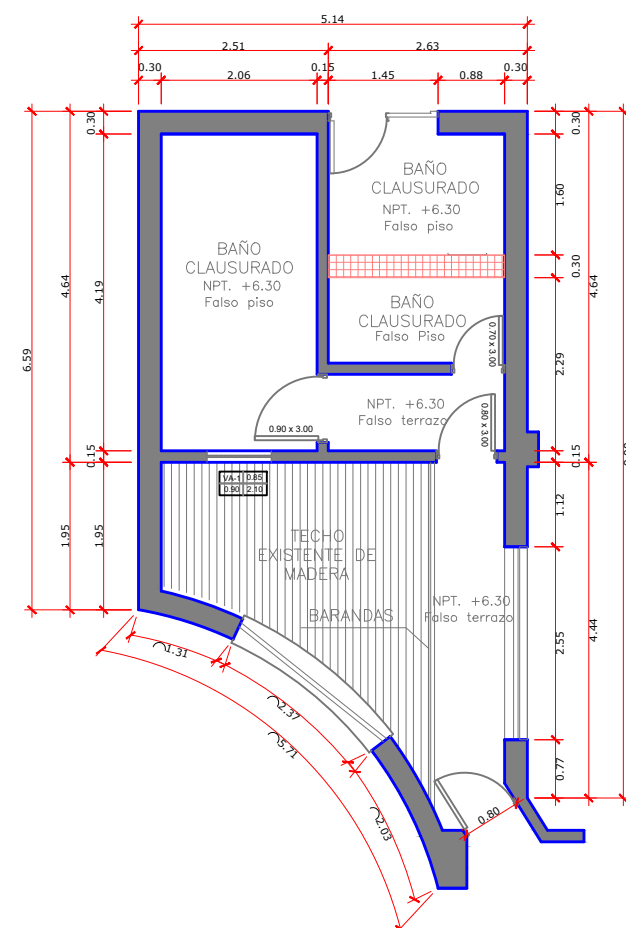 5.14
2.51
2.63
0.30
2.06
0.15
1.45
0.88
0.30
0.30
4.19
0.15
1.95
4.64
1.95
6.59
0.30
1.60
0.30
2.29
0.15
1.12
2.55
0.77
4.64
4.44
BAÑO
CLAUSURADO
NPT. +6.30
Falso piso
BAÑO
CLAUSURADO
NPT. +6.30
Falso piso
BAÑO
CLAUSURADO
Falso Piso
0.70 x 3.00
NPT. +6.30
Falso terrazo
0.80 x 3.00
0.90 x 3.00
VA-1 0.85
0.90 2.10
TECHO
EXISTENTE DE
MADERA
BARANDAS
NPT. +6.30
Falso terrazo
1.31
2.37
5.71
2.03
0.80